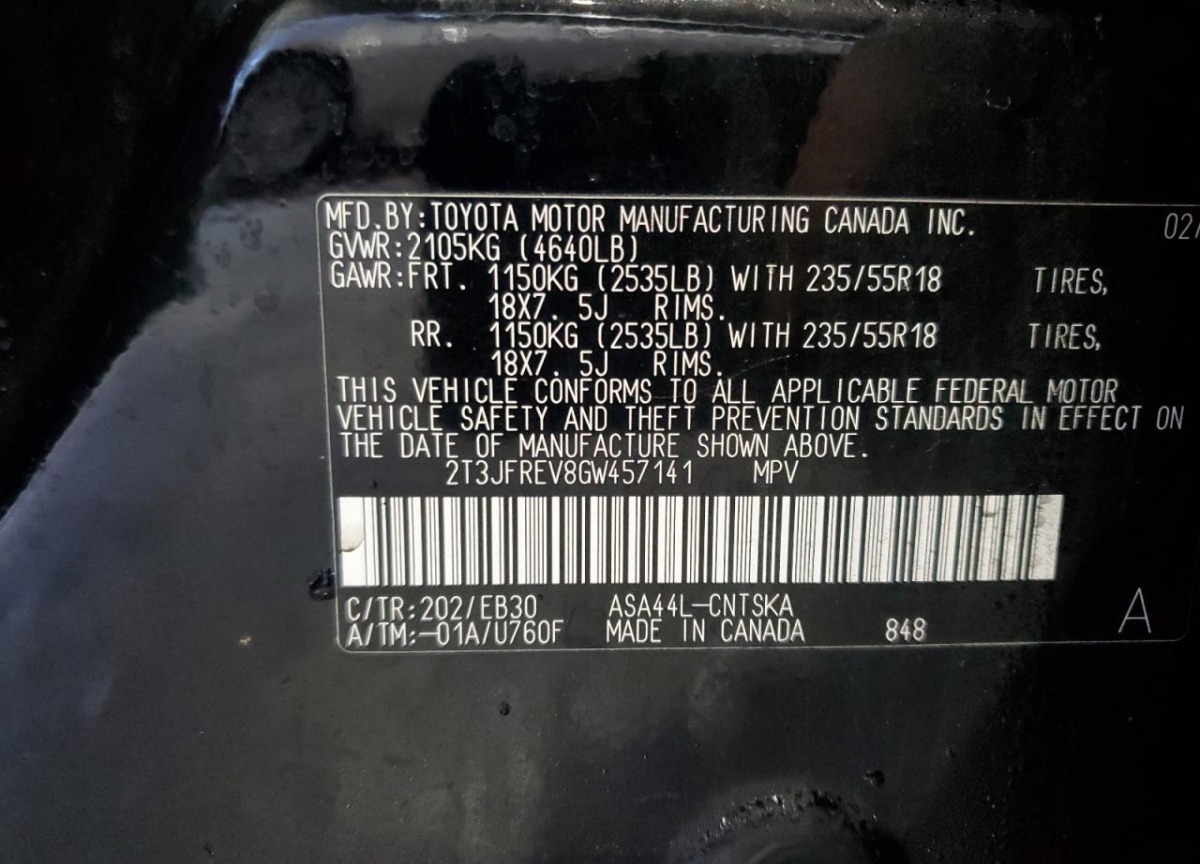 MFD.BY:TOYOTA MOTOR MANUFACTURING CANADA INC. 02/
GVWR:2105KG (4640LB)
GAWR:FRT. 1150KG (2535LB) WITH 235/55R18 TIRES,
18X7. 5J RIMS.
RR. 1150KG (2535LB) WITH 235/55R18 TIRES,
18X7. 5J RIMS.
THIS VEHICLE CONFORMS TO ALL APPLICABLE FEDERAL MOTOR
VEHICLE SAFETY AND THEFT PREVENTION STANDARDS IN EFFECT ON
THE DATE OF MANUFACTURE SHOWN ABOVE.
2T3JFREV8GW457141 MPV
C/TR:202/EB30 ASA44L-CNTSKA A
A/TM:-01A/U760F MADE IN CANADA 848